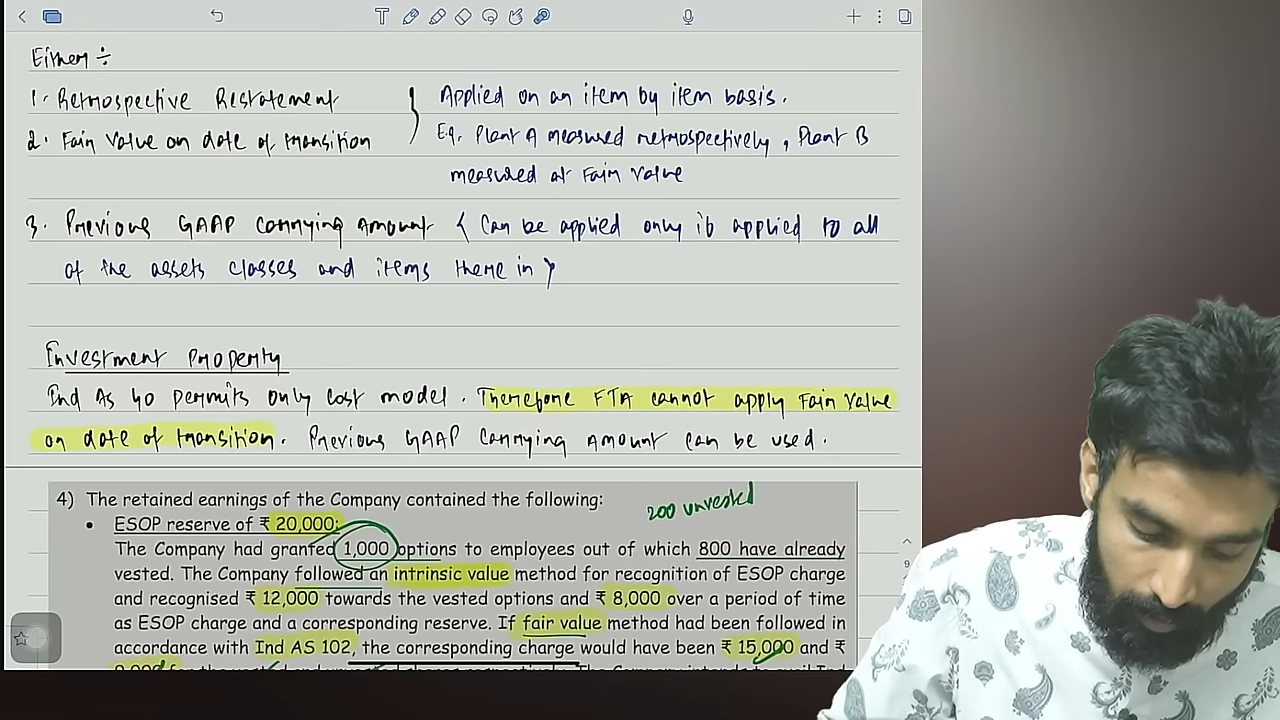 Either ÷
1. Retrospective Restatement
2. Fair Value on date of transition
Applied on an item by item basis.
Eg. Plant A measured retrospectively, Plant B
measured at Fair Value
3. Previous GAAP Carrying Amount { Can be applied only if applied to all
of the assets classes and items there in }
Investment Property
Ind As 40 permits only cost model. Therefore FTA cannot apply Fair Value
on date of transition. Previous GAAP Carrying Amount can be used.
4) The retained earnings of the Company contained the following:
200 unvested
• ESOP reserve of ₹ 20,000:
The Company had granted 1,000 options to employees out of which 800 have already
vested. The Company followed an intrinsic value method for recognition of ESOP charge
and recognised ₹ 12,000 towards the vested options and ₹ 8,000 over a period of time
as ESOP charge and a corresponding reserve. If fair value method had been followed in
accordance with Ind AS 102, the corresponding charge would have been ₹ 15,000 and ₹